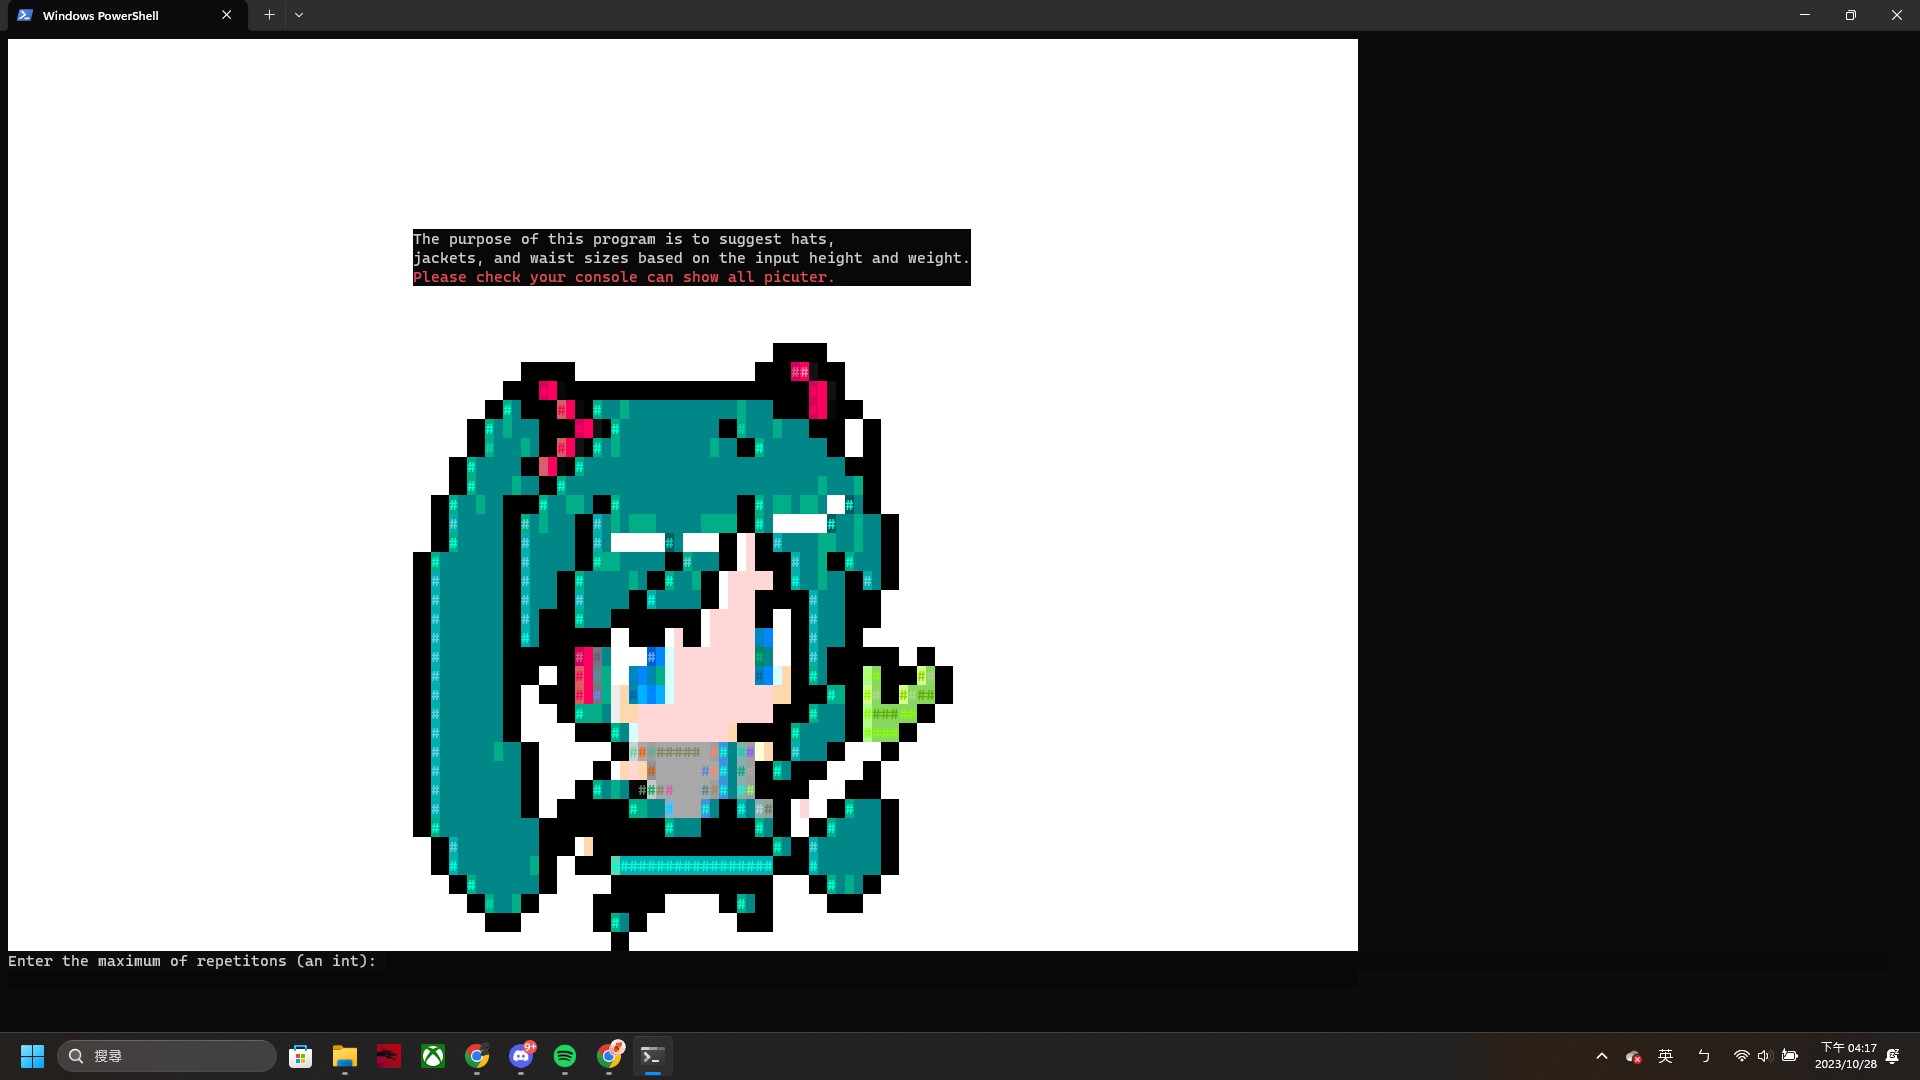 Windows PowerShell
The purpose of this program is to suggest hats,
jackets, and waist sizes based on the input height and weight.
Please check your console can show all picuter.
Enter the maximum of repetitons (an int):
搜尋
9+
英
ㄅ
下午 04:17
2023/10/28